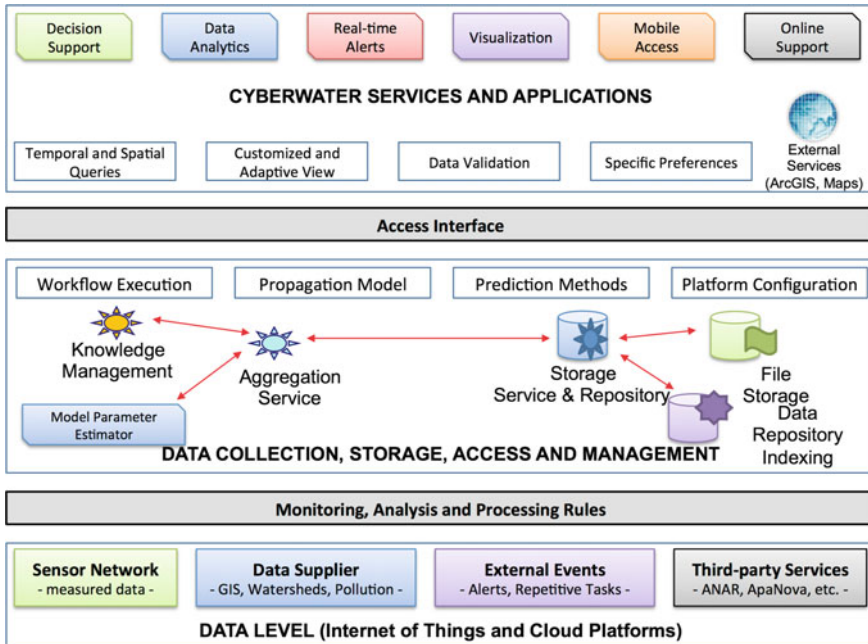 Decision
Support
Data
Analytics
Real-time
Alerts
Visualization
Mobile
Access
Online
Support
CYBERWATER SERVICES AND APPLICATIONS
Temporal and Spatial
Queries
Customized and
Adaptive View
Data Validation
Specific Preferences
External
Services
(ArcGIS, Maps)
Access Interface
Workflow Execution
Propagation Model
Prediction Methods
Platform Configuration
Knowledge
Management
Aggregation
Service
Storage
Service & Repository
File
Storage
Data
Repository
Indexing
Model Parameter
Estimator
DATA COLLECTION, STORAGE, ACCESS AND MANAGEMENT
Monitoring, Analysis and Processing Rules
Sensor Network
- measured data -
Data Supplier
- GIS, Watersheds, Pollution -
External Events
- Alerts, Repetitive Tasks -
Third-party Services
- ANAR, ApaNova, etc. -
DATA LEVEL (Internet of Things and Cloud Platforms)